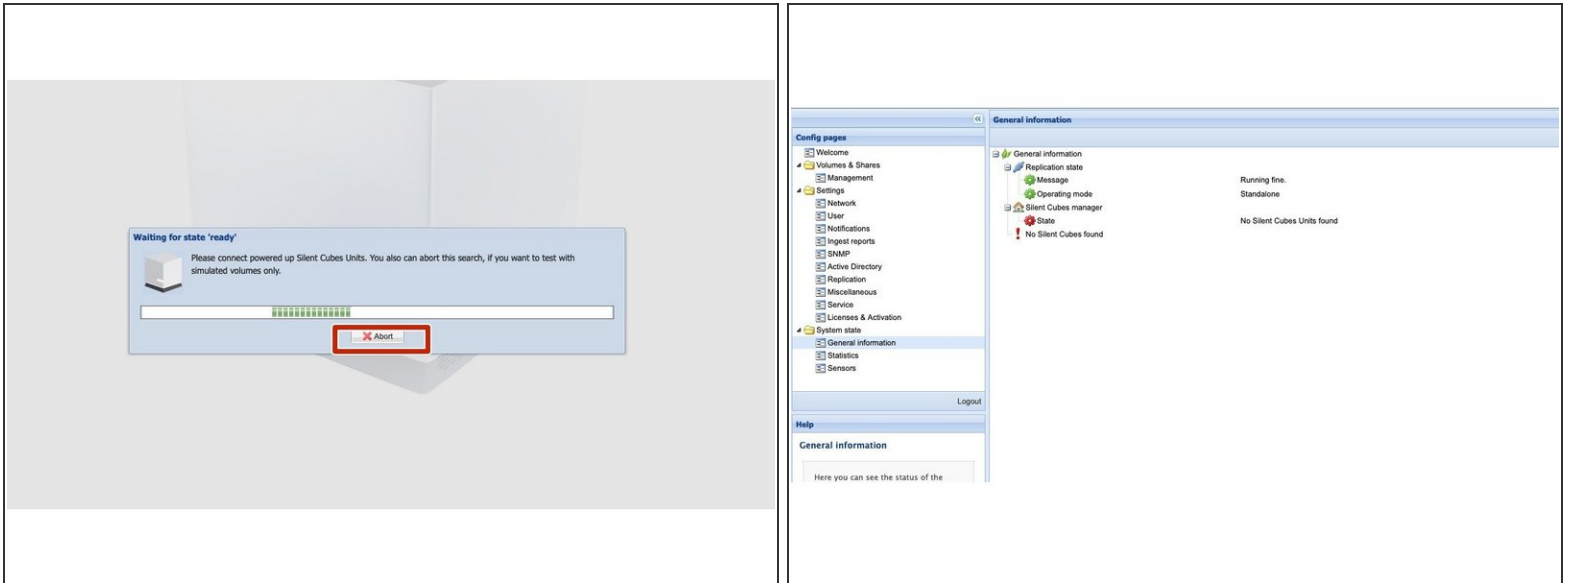 Waiting for state 'ready'
Please connect powered up Silent Cubes Units. You also can abort this search, if you want to test with
simulated volumes only.
Abort
Config pages
Welcome
Volumes & Shares
Management
Settings
Network
User
Notifications
Ingest reports
SNMP
Active Directory
Replication
Miscellaneous
Service
Licenses & Activation
System state
General information
Statistics
Sensors
Logout
Help
General information
Here you can see the status of the
General information
General information
Replication state
Message Running fine.
Operating mode Standalone
Silent Cubes manager
State No Silent Cubes Units found
No Silent Cubes found